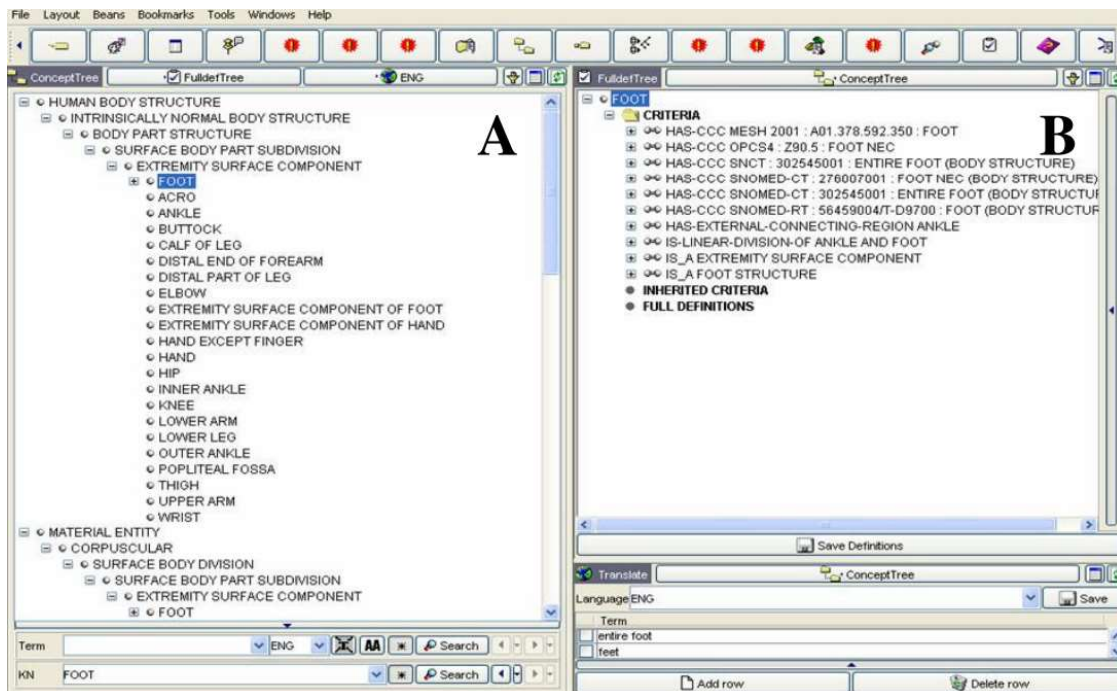 File Layout Beans Bookmarks Tools Windows Help
ConceptTree FulldefTree ENG
HUMAN BODY STRUCTURE
INTRINSICALLY NORMAL BODY STRUCTURE
BODY PART STRUCTURE
SURFACE BODY PART SUBDIVISION
EXTREMITY SURFACE COMPONENT
FOOT
ACRO
ANKLE
BUTTOCK
CALF OF LEG
DISTAL END OF FOREARM
DISTAL PART OF LEG
ELBOW
EXTREMITY SURFACE COMPONENT OF FOOT
EXTREMITY SURFACE COMPONENT OF HAND
HAND EXCEPT FINGER
HAND
HIP
INNER ANKLE
KNEE
LOWER ARM
LOWER LEG
OUTER ANKLE
POPLITEAL FOSSA
THIGH
UPPER ARM
WRIST
MATERIAL ENTITY
CORPUSCULAR
SURFACE BODY DIVISION
SURFACE BODY PART SUBDIVISION
EXTREMITY SURFACE COMPONENT
FOOT
A
Term ENG AA Search
KN FOOT Search
FulldefTree ConceptTree
FOOT
CRITERIA
HAS-CCC MESH 2001 : A01.378.592.350 : FOOT
HAS-CCC OPCS4 : Z90.5 : FOOT NEC
HAS-CCC SNCT : 302545001 : ENTIRE FOOT (BODY STRUCTURE)
HAS-CCC SNOMED-CT : 276007001 : FOOT NEC (BODY STRUCTURE)
HAS-CCC SNOMED-CT : 302545001 : ENTIRE FOOT (BODY STRUCTUR
HAS-CCC SNOMED-RT : 56459004/T-D9700 : FOOT (BODY STRUCTUR
HAS-EXTERNAL-CONNECTING-REGION ANKLE
IS-LINEAR-DIVISION-OF ANKLE AND FOOT
IS_A EXTREMITY SURFACE COMPONENT
IS_A FOOT STRUCTURE
INHERITED CRITERIA
FULL DEFINITIONS
B
Save Definitions
Translate ConceptTree
Language ENG Save
Term
entire foot
feet
Add row Delete row